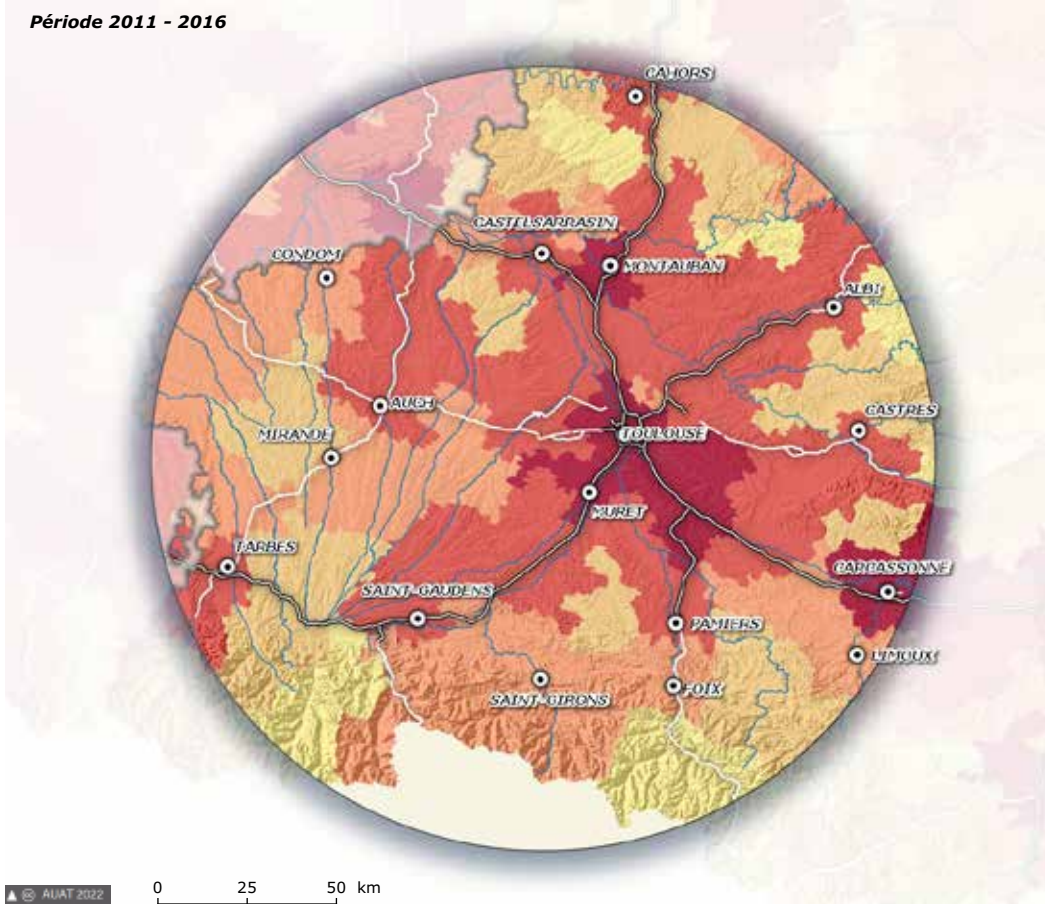 Période 2011 - 2016
CAHORS
CASTELSARRASIN
CONDOM
MONTAUBAN
ALBI
AUCH
CASTRES
MIRANDE
TOULOUSE
MURET
TARBES
CARCASSONNE
SAINT-GAUDENS
PAMIERS
LIMOUX
SAINT-GIRONS
FOIX
0 25 50 km
AUAT 2022